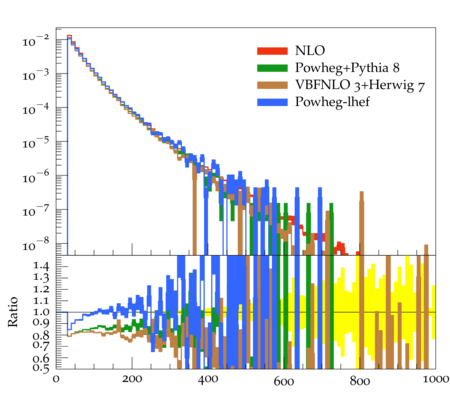 10⁻²
10⁻³
10⁻⁴
10⁻⁵
10⁻⁶
10⁻⁷
10⁻⁸
NLO
Powheg+Pythia 8
VBFNLO 3+Herwig 7
Powheg-lhef
1.4
1.3
1.2
1.1
1.0
0.9
0.8
0.7
0.6
0.5
Ratio
0 200 400 600 800 1000